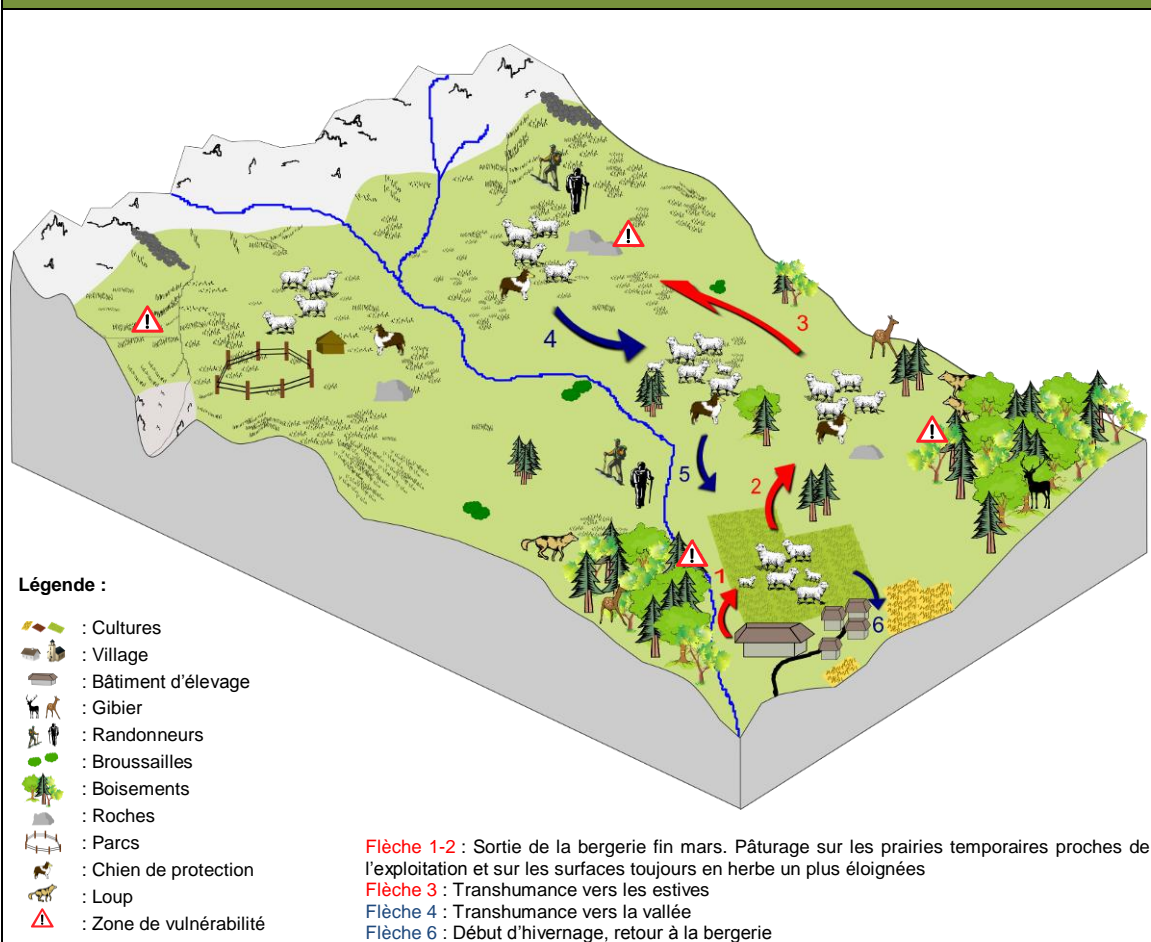 4
3
5
2
1
6
Légende :
: Cultures
: Village
: Bâtiment d'élevage
: Gibier
: Randonneurs
: Broussailles
: Boisements
: Roches
: Parcs
: Chien de protection
: Loup
: Zone de vulnérabilité
Flèche 1-2 : Sortie de la bergerie fin mars. Pâturage sur les prairies temporaires proches de
l'exploitation et sur les surfaces toujours en herbe un plus éloignées
Flèche 3 : Transhumance vers les estives
Flèche 4 : Transhumance vers la vallée
Flèche 6 : Début d'hivernage, retour à la bergerie